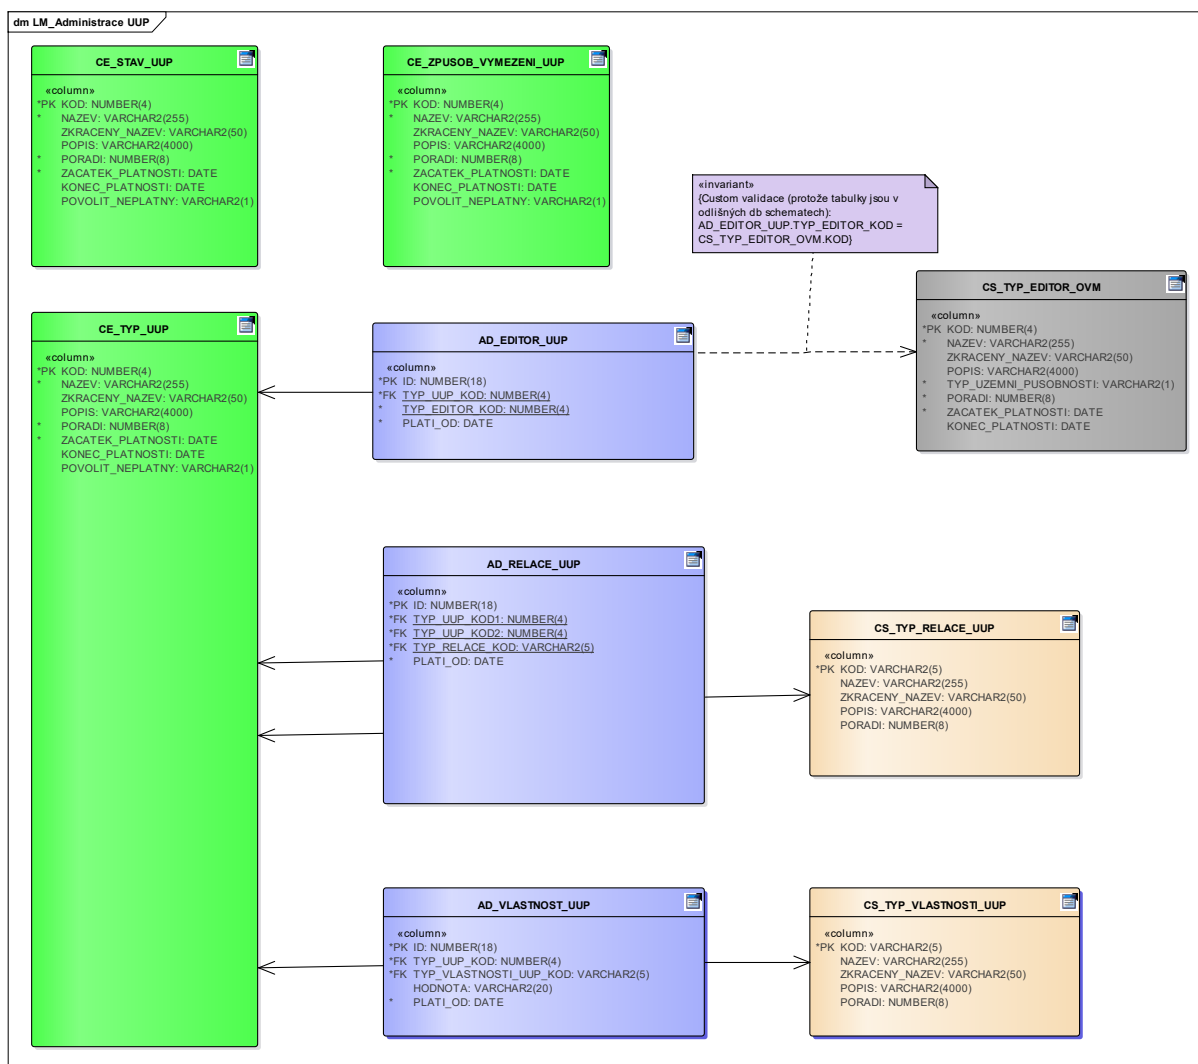 dm LM_Administrace UUP
CE_STAV_UUP
«column»
*PK KOD: NUMBER(4)
* NAZEV: VARCHAR2(255)
ZKRACENY_NAZEV: VARCHAR2(50)
POPIS: VARCHAR2(4000)
* PORADI: NUMBER(8)
* ZACATEK_PLATNOSTI: DATE
KONEC_PLATNOSTI: DATE
POVOLIT_NEPLATNY: VARCHAR2(1)
CE_ZPUSOB_VYMEZENI_UUP
«column»
*PK KOD: NUMBER(4)
* NAZEV: VARCHAR2(255)
ZKRACENY_NAZEV: VARCHAR2(50)
POPIS: VARCHAR2(4000)
* PORADI: NUMBER(8)
* ZACATEK_PLATNOSTI: DATE
KONEC_PLATNOSTI: DATE
POVOLIT_NEPLATNY: VARCHAR2(1)
«invariant»
{Custom validace (protože tabulky jsou v
odlišných db schematech):
AD_EDITOR_UUP.TYP_EDITOR_KOD =
CS_TYP_EDITOR_OVM.KOD}
CS_TYP_EDITOR_OVM
«column»
*PK KOD: NUMBER(4)
* NAZEV: VARCHAR2(255)
ZKRACENY_NAZEV: VARCHAR2(50)
POPIS: VARCHAR2(4000)
* TYP_UZEMNI_PUSOBNOSTI: VARCHAR2(1)
* PORADI: NUMBER(8)
* ZACATEK_PLATNOSTI: DATE
KONEC_PLATNOSTI: DATE
CE_TYP_UUP
«column»
*PK KOD: NUMBER(4)
* NAZEV: VARCHAR2(255)
ZKRACENY_NAZEV: VARCHAR2(50)
POPIS: VARCHAR2(4000)
* PORADI: NUMBER(8)
* ZACATEK_PLATNOSTI: DATE
KONEC_PLATNOSTI: DATE
POVOLIT_NEPLATNY: VARCHAR2(1)
AD_EDITOR_UUP
«column»
*PK ID: NUMBER(18)
*FK TYP_UUP_KOD: NUMBER(4)
* TYP_EDITOR_KOD: NUMBER(4)
* PLATI_OD: DATE
AD_RELACE_UUP
«column»
*PK ID: NUMBER(18)
*FK TYP_UUP_KOD1: NUMBER(4)
*FK TYP_UUP_KOD2: NUMBER(4)
*FK TYP_RELACE_KOD: VARCHAR2(5)
* PLATI_OD: DATE
CS_TYP_RELACE_UUP
«column»
*PK KOD: VARCHAR2(5)
NAZEV: VARCHAR2(255)
ZKRACENY_NAZEV: VARCHAR2(50)
POPIS: VARCHAR2(4000)
PORADI: NUMBER(8)
AD_VLASTNOST_UUP
«column»
*PK ID: NUMBER(18)
*FK TYP_UUP_KOD: NUMBER(4)
*FK TYP_VLASTNOSTI_UUP_KOD: VARCHAR2(5)
HODNOTA: VARCHAR2(20)
* PLATI_OD: DATE
CS_TYP_VLASTNOSTI_UUP
«column»
*PK KOD: VARCHAR2(5)
NAZEV: VARCHAR2(255)
ZKRACENY_NAZEV: VARCHAR2(50)
POPIS: VARCHAR2(4000)
PORADI: NUMBER(8)